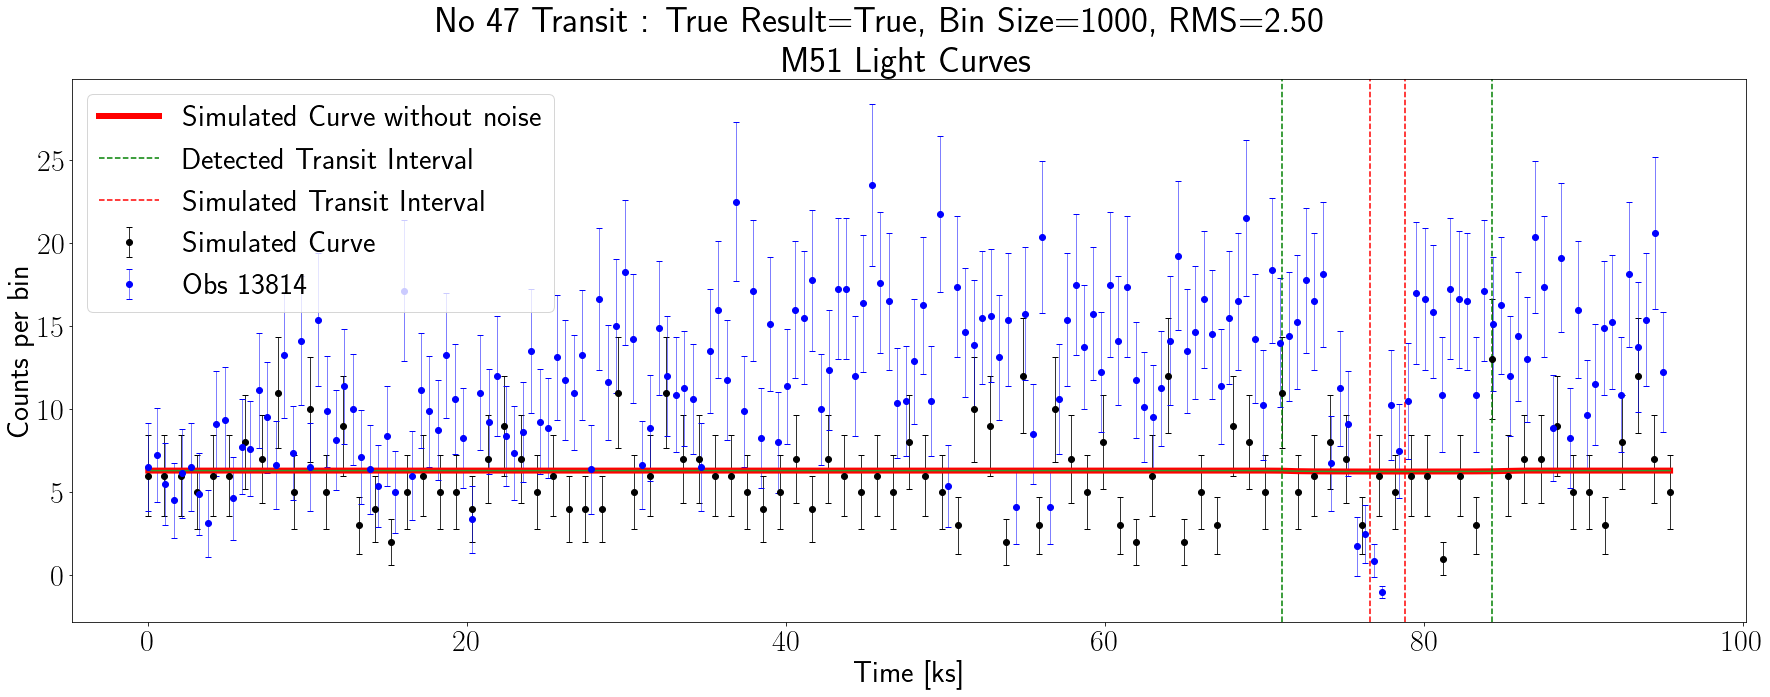 No 47 Transit : True Result=True, Bin Size=1000, RMS=2.50
M51 Light Curves
Simulated Curve without noise
Detected Transit Interval
Simulated Transit Interval
Simulated Curve
Obs 13814
Counts per bin
25
20
15
10
5
0
0 20 40 60 80 100
Time [ks]